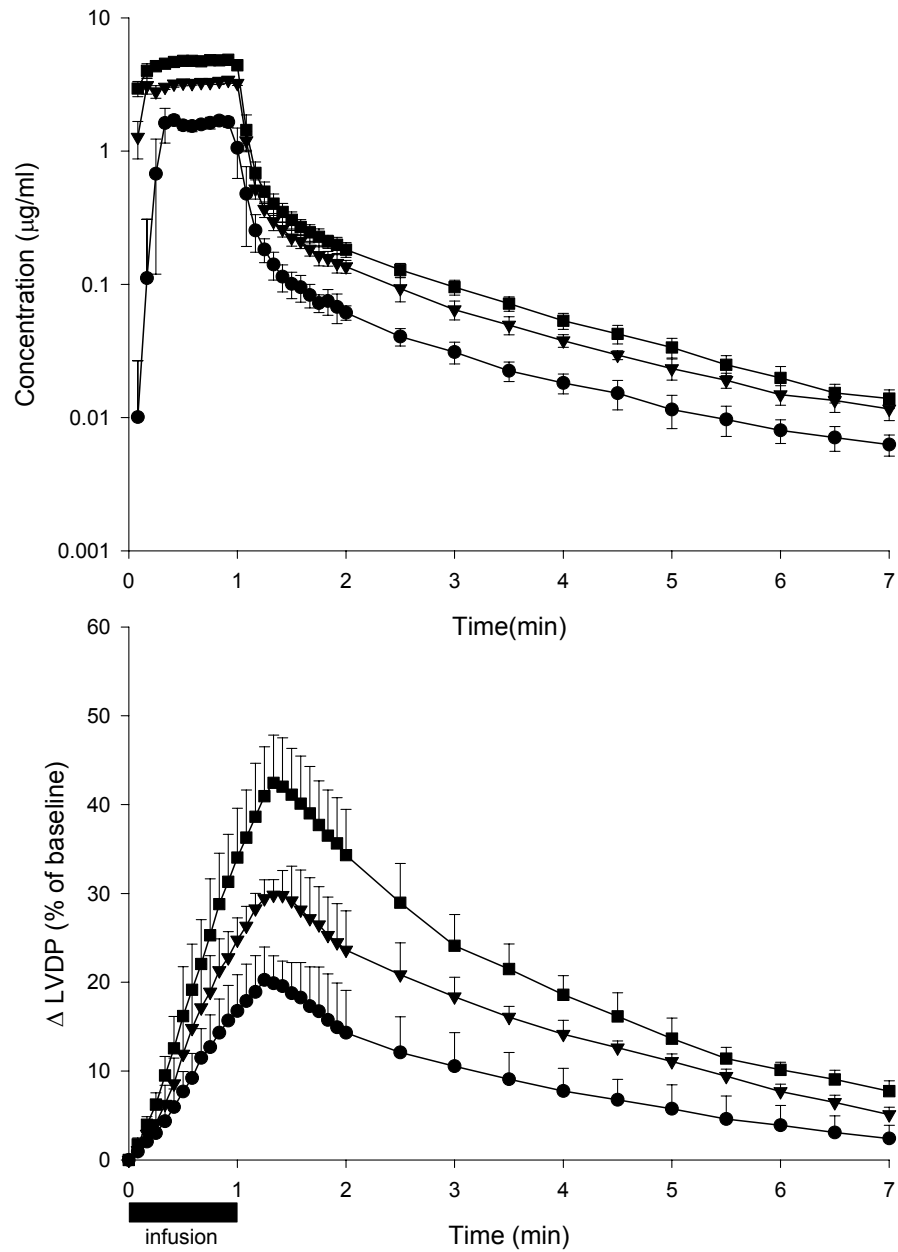 Concentration (µg/ml)
10
1
0.1
0.01
0.001
0 1 2 3 4 5 6 7
Time(min)
Δ LVDP (% of baseline)
60
50
40
30
20
10
0
0 1 2 3 4 5 6 7
infusion
Time (min)